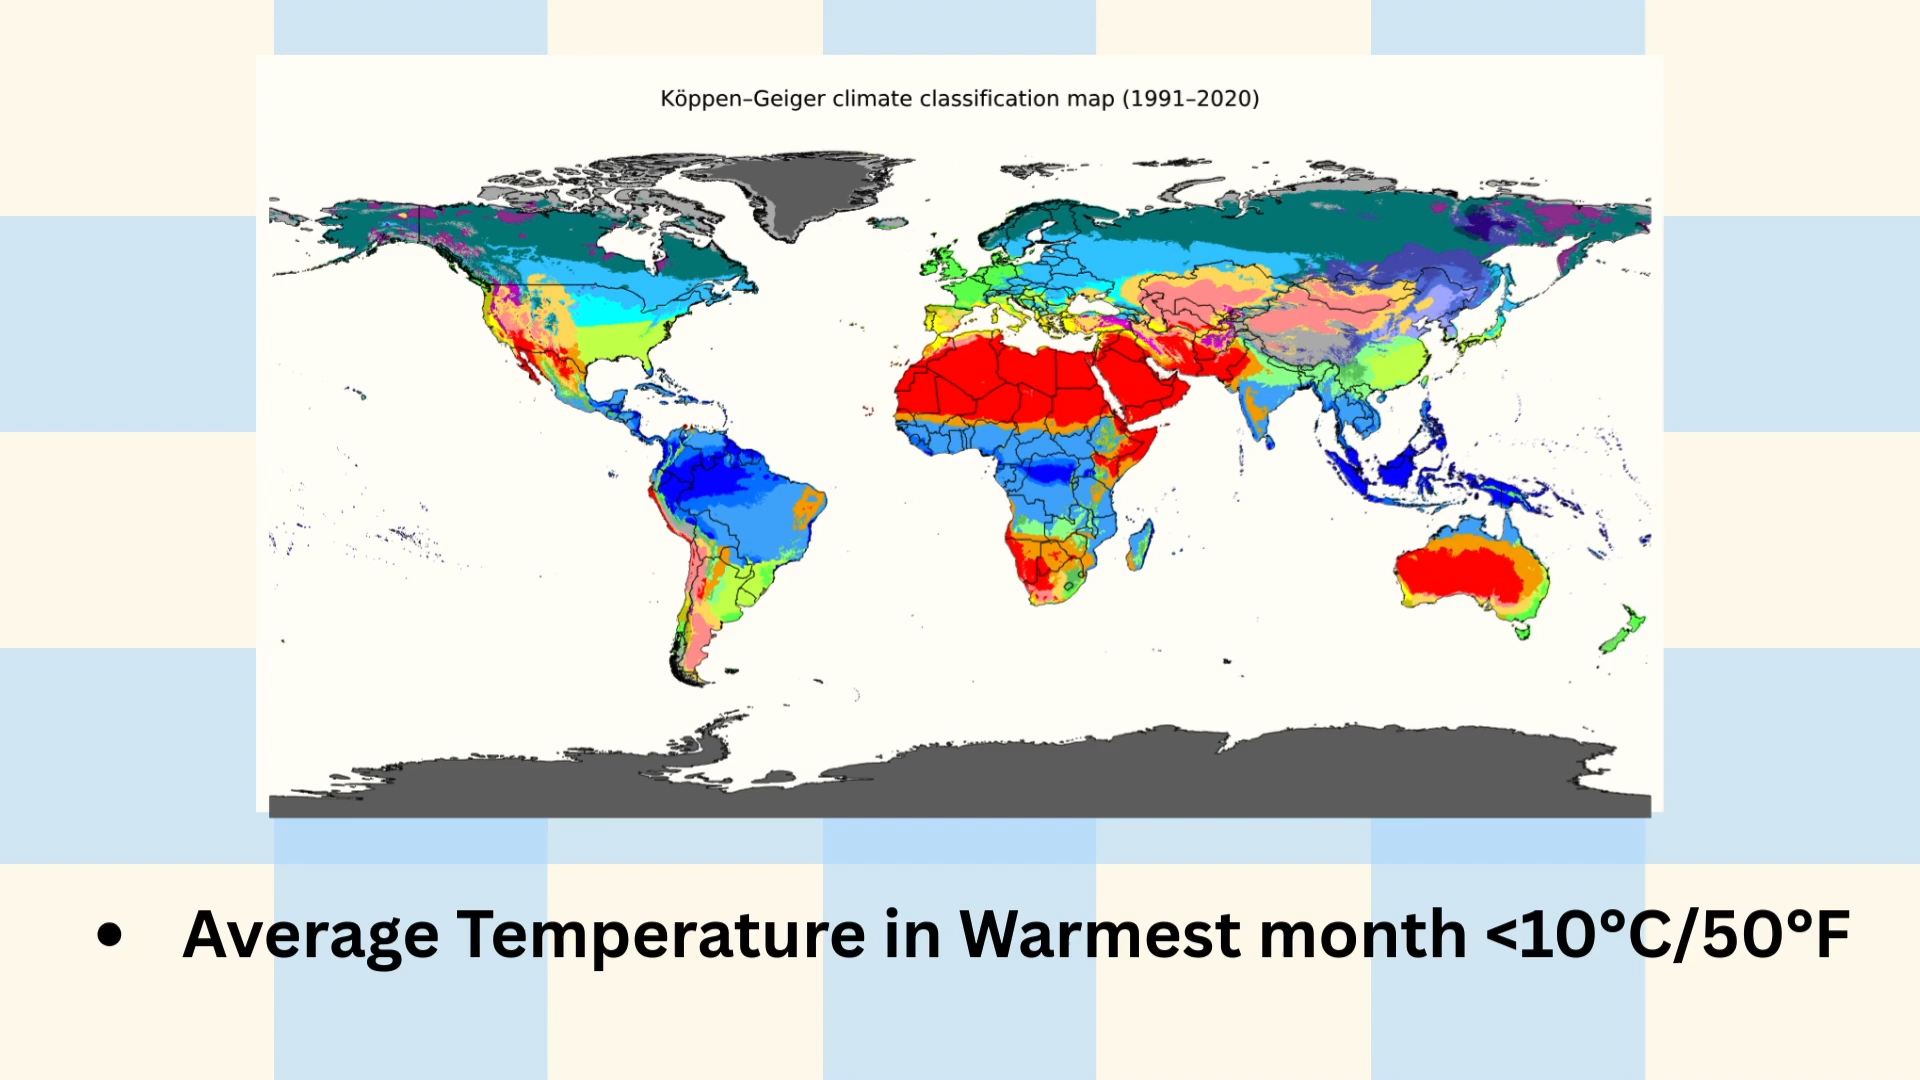 Köppen–Geiger climate classification map (1991–2020)
• Average Temperature in Warmest month <10°C/50°F